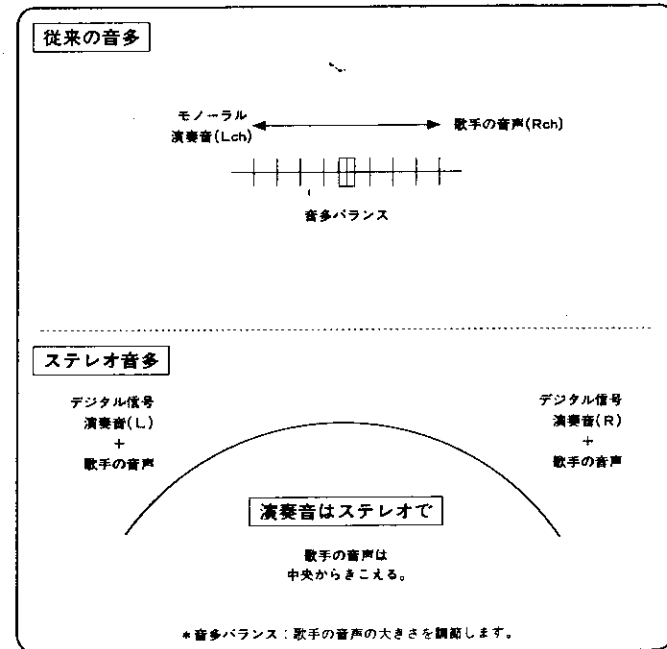 従来の音多
モノーラル
演奏音(Lch)
歌手の音声(Rch)
音多バランス
ステレオ音多
デジタル信号
演奏音(L)
+
歌手の音声
デジタル信号
演奏音(R)
+
歌手の音声
演奏音はステレオで
歌手の音声は
中央からきこえる。
*音多バランス:歌手の音声の大きさを調節します。